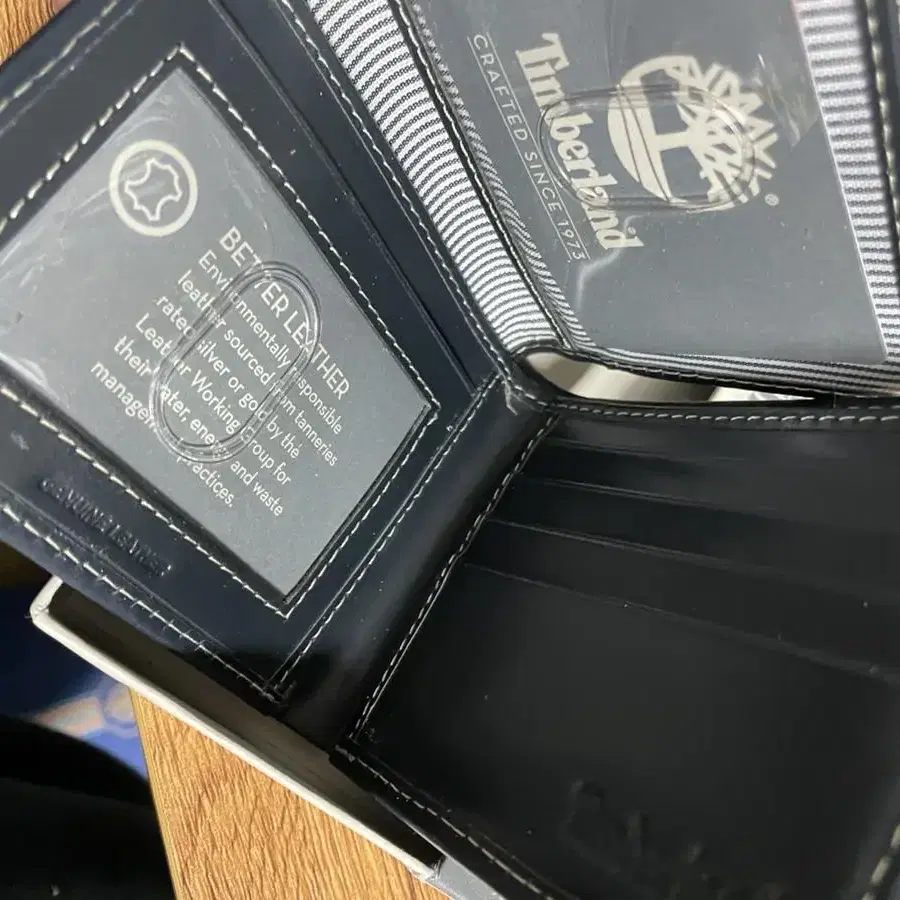 Timberland
®
CRAFTED SINCE 1973
BETTER LEATHER
Environmentally responsible
leather sourced from tanneries
rated silver or gold by the
Leather Working Group for
their water, energy and waste
management practices.
GENUINE LEATHER